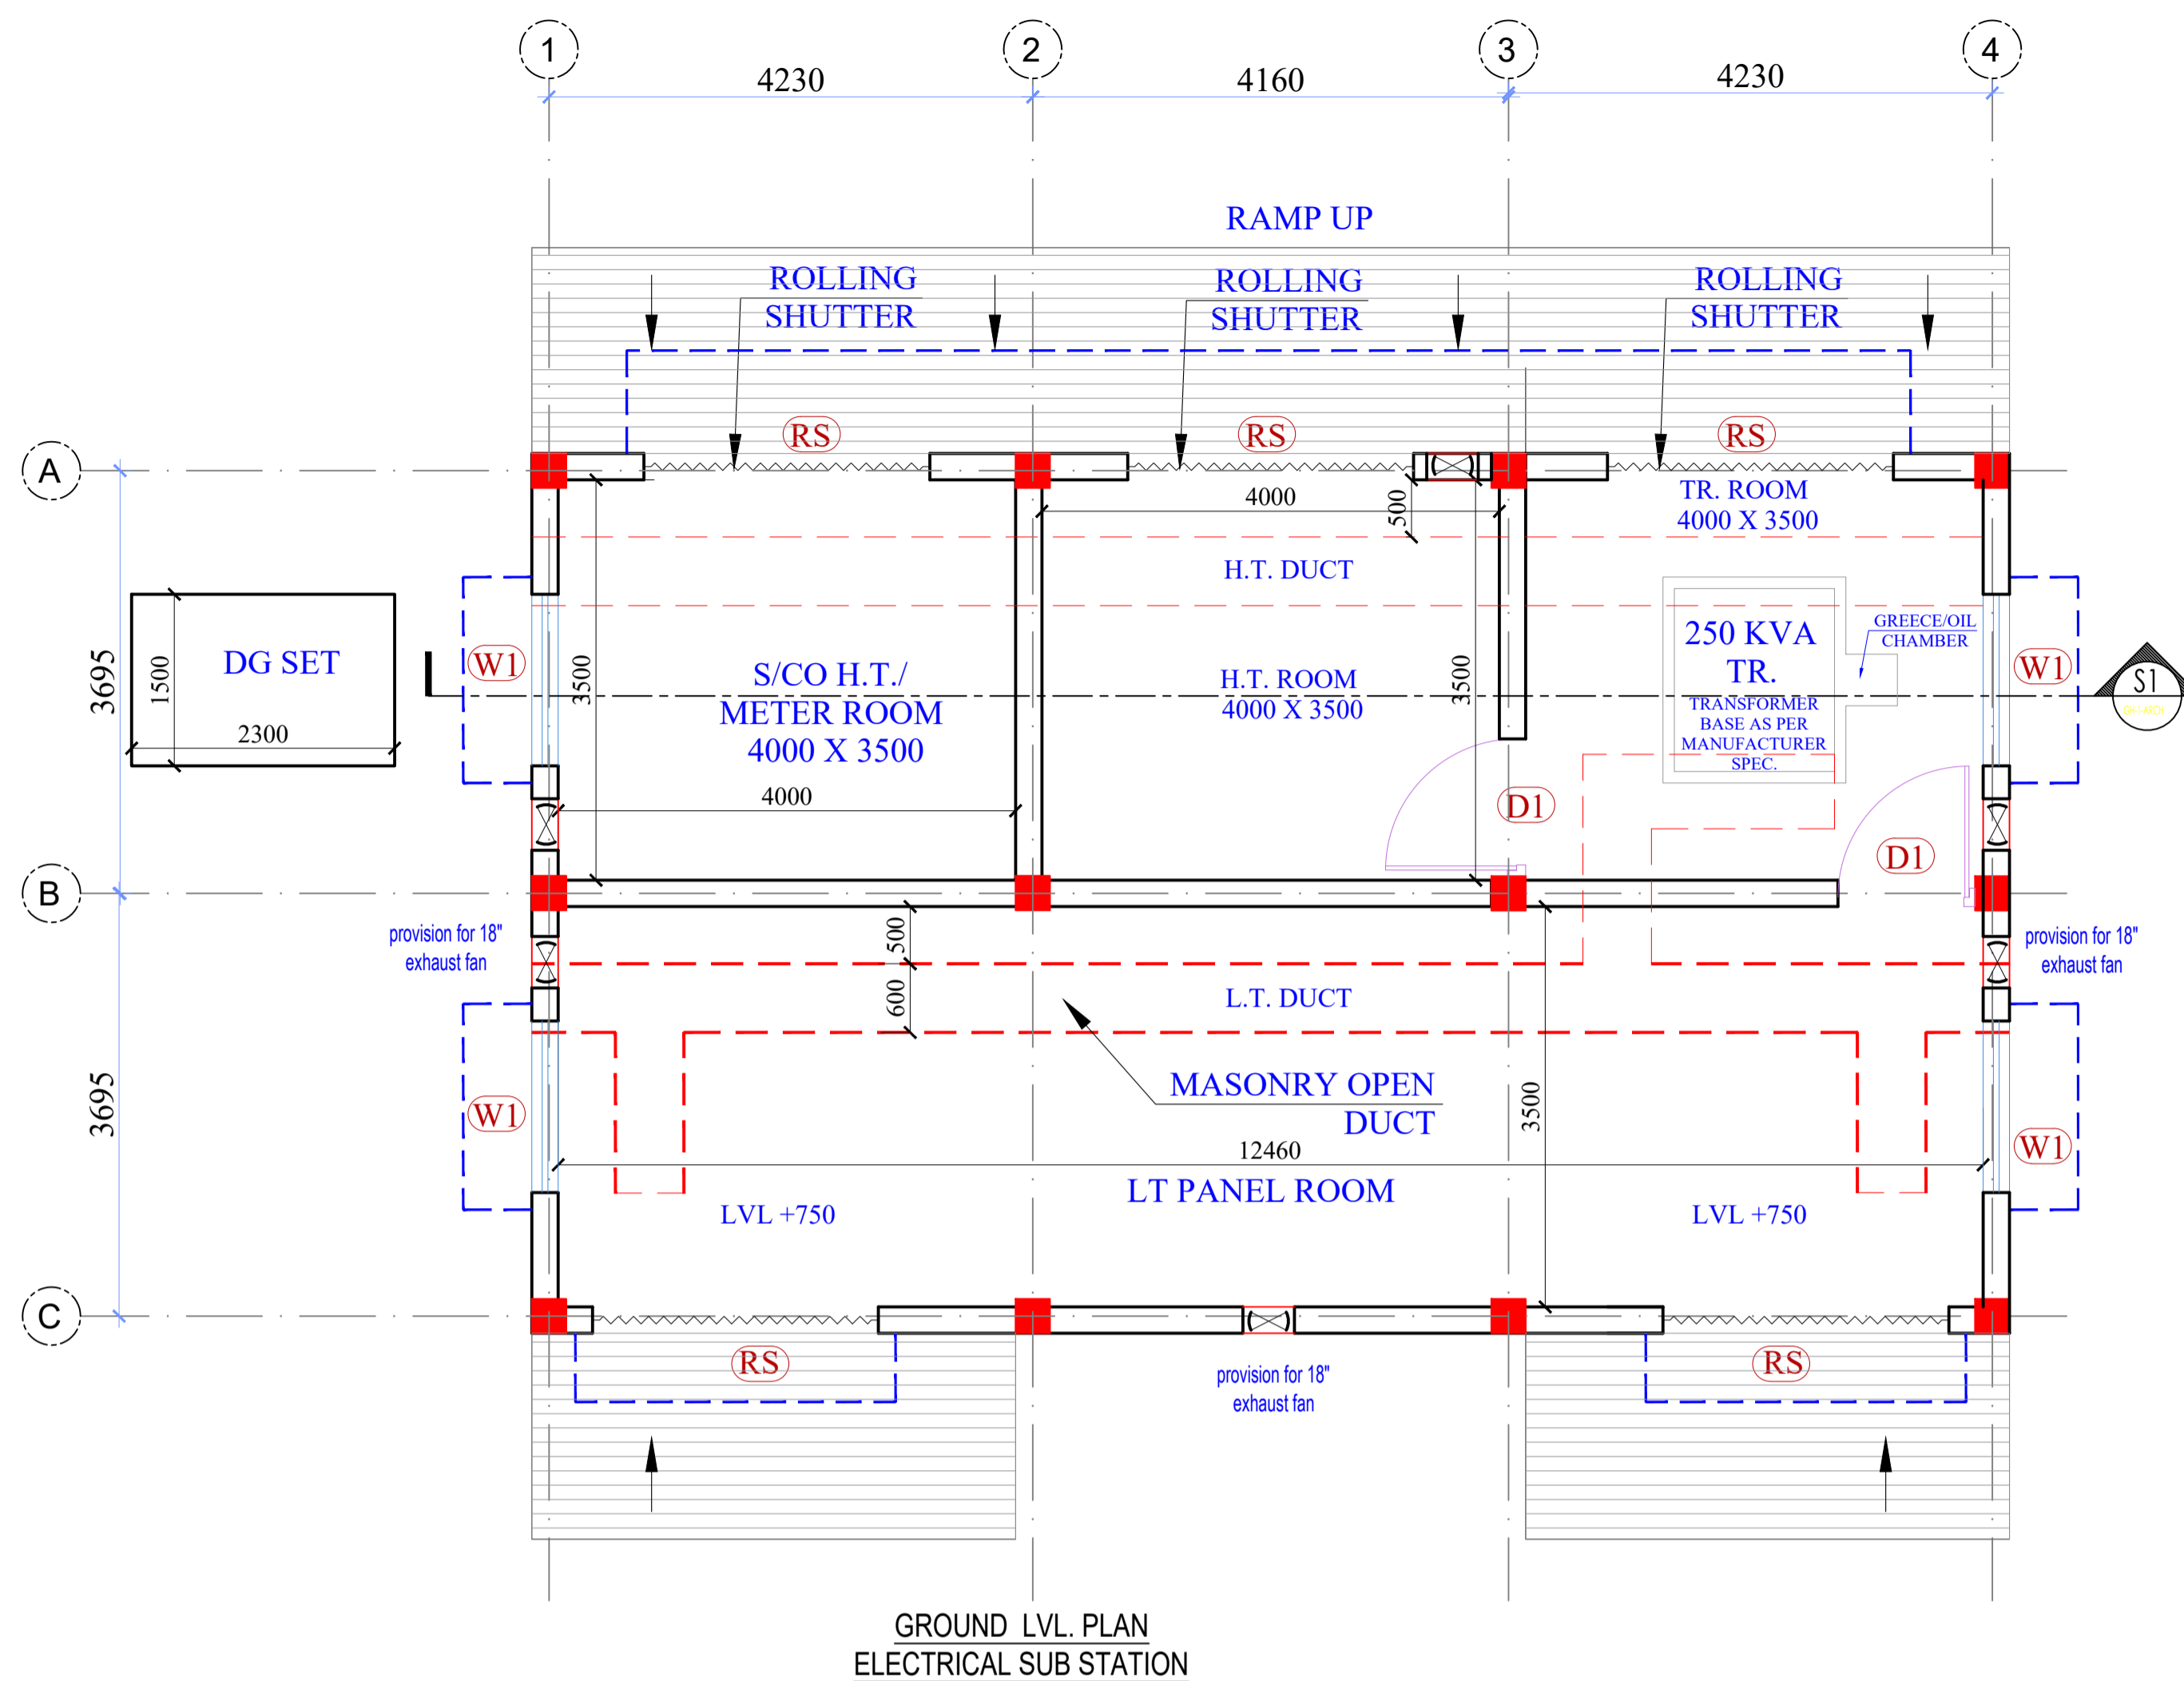 1
2
3
4
4230
4160
4230
RAMP UP
ROLLING
SHUTTER
ROLLING
SHUTTER
ROLLING
SHUTTER
RS
RS
RS
A
4000
500
TR. ROOM
4000 X 3500
H.T. DUCT
3695
1500
DG SET
2300
W1
3500
S/CO H.T./
METER ROOM
4000 X 3500
4000
H.T. ROOM
4000 X 3500
3500
250 KVA
TR.
TRANSFORMER
BASE AS PER
MANUFACTURER
SPEC.
GREECE/OIL
CHAMBER
W1
S1
D1
D1
B
provision for 18"
exhaust fan
500
600
L.T. DUCT
provision for 18"
exhaust fan
3695
W1
MASONRY OPEN
DUCT
3500
12460
W1
LT PANEL ROOM
LVL +750
LVL +750
C
RS
provision for 18"
exhaust fan
RS
GROUND LVL. PLAN
ELECTRICAL SUB STATION